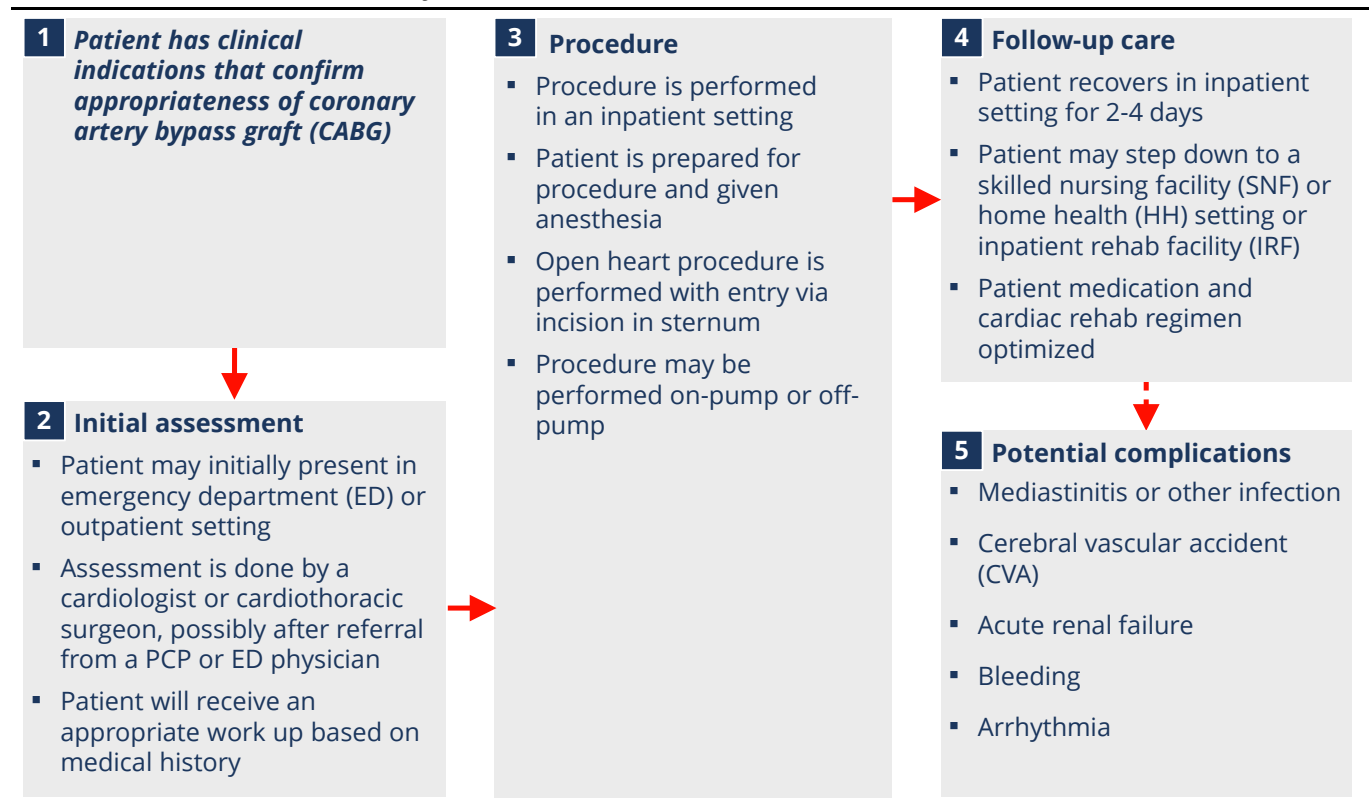 1 Patient has clinical
indications that confirm
appropriateness of coronary
artery bypass graft (CABG)
2 Initial assessment
▪ Patient may initially present in
emergency department (ED) or
outpatient setting
▪ Assessment is done by a
cardiologist or cardiothoracic
surgeon, possibly after referral
from a PCP or ED physician
▪ Patient will receive an
appropriate work up based on
medical history
3 Procedure
▪ Procedure is performed
in an inpatient setting
▪ Patient is prepared for
procedure and given
anesthesia
▪ Open heart procedure is
performed with entry via
incision in sternum
▪ Procedure may be
performed on-pump or off-
pump
4 Follow-up care
▪ Patient recovers in inpatient
setting for 2-4 days
▪ Patient may step down to a
skilled nursing facility (SNF) or
home health (HH) setting or
inpatient rehab facility (IRF)
▪ Patient medication and
cardiac rehab regimen
optimized
5 Potential complications
▪ Mediastinitis or other infection
▪ Cerebral vascular accident
(CVA)
▪ Acute renal failure
▪ Bleeding
▪ Arrhythmia